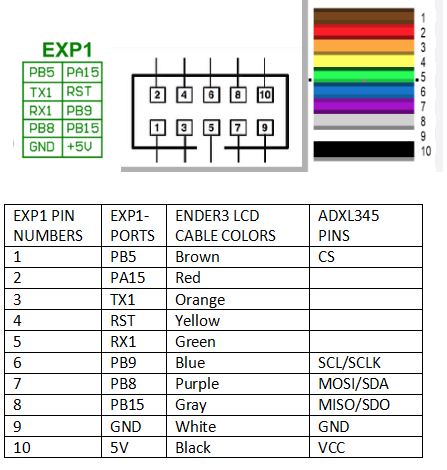 EXP1
PB5 PA15
TX1 RST
RX1 PB9
PB8 PB15
GND +5V
2 4 6 8 10
1 3 5 7 9
1
2
3
4
5
6
7
8
9
10
EXP1 PIN NUMBERS EXP1-PORTS ENDER3 LCD CABLE COLORS ADXL345 PINS
1 PB5 Brown CS
2 PA15 Red
3 TX1 Orange
4 RST Yellow
5 RX1 Green
6 PB9 Blue SCL/SCLK
7 PB8 Purple MOSI/SDA
8 PB15 Gray MISO/SDO
9 GND White GND
10 5V Black VCC